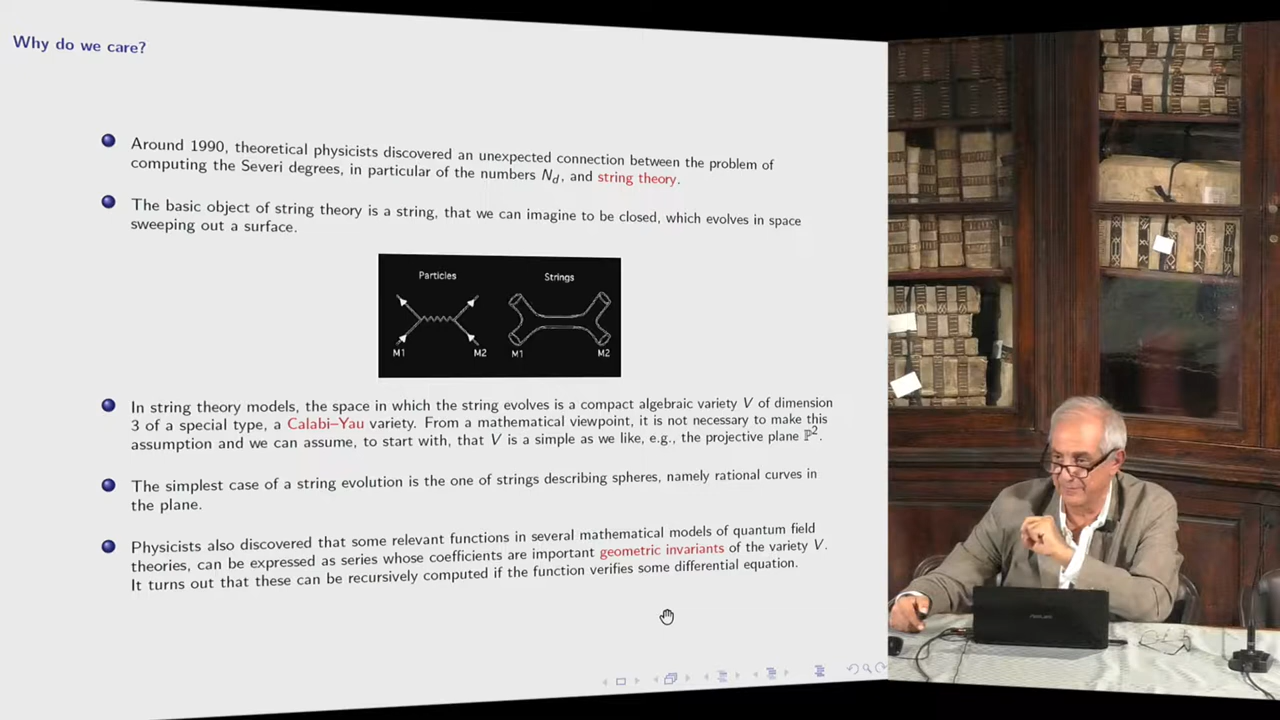 Why do we care?
Around 1990, theoretical physicists discovered an unexpected connection between the problem of
computing the Severi degrees, in particular of the numbers N_d, and string theory.
The basic object of string theory is a string, that we can imagine to be closed, which evolves in space
sweeping out a surface.
Particles Strings
M1 M2 M1 M2
In string theory models, the space in which the string evolves is a compact algebraic variety V of dimension
3 of a special type, a Calabi–Yau variety. From a mathematical viewpoint, it is not necessary to make this
assumption and we can assume, to start with, that V is a simple as we like, e.g., the projective plane ℙ².
The simplest case of a string evolution is the one of strings describing spheres, namely rational curves in
the plane.
Physicists also discovered that some relevant functions in several mathematical models of quantum field
theories, can be expressed as series whose coefficients are important geometric invariants of the variety V.
It turns out that these can be recursively computed if the function verifies some differential equation.
ASUS